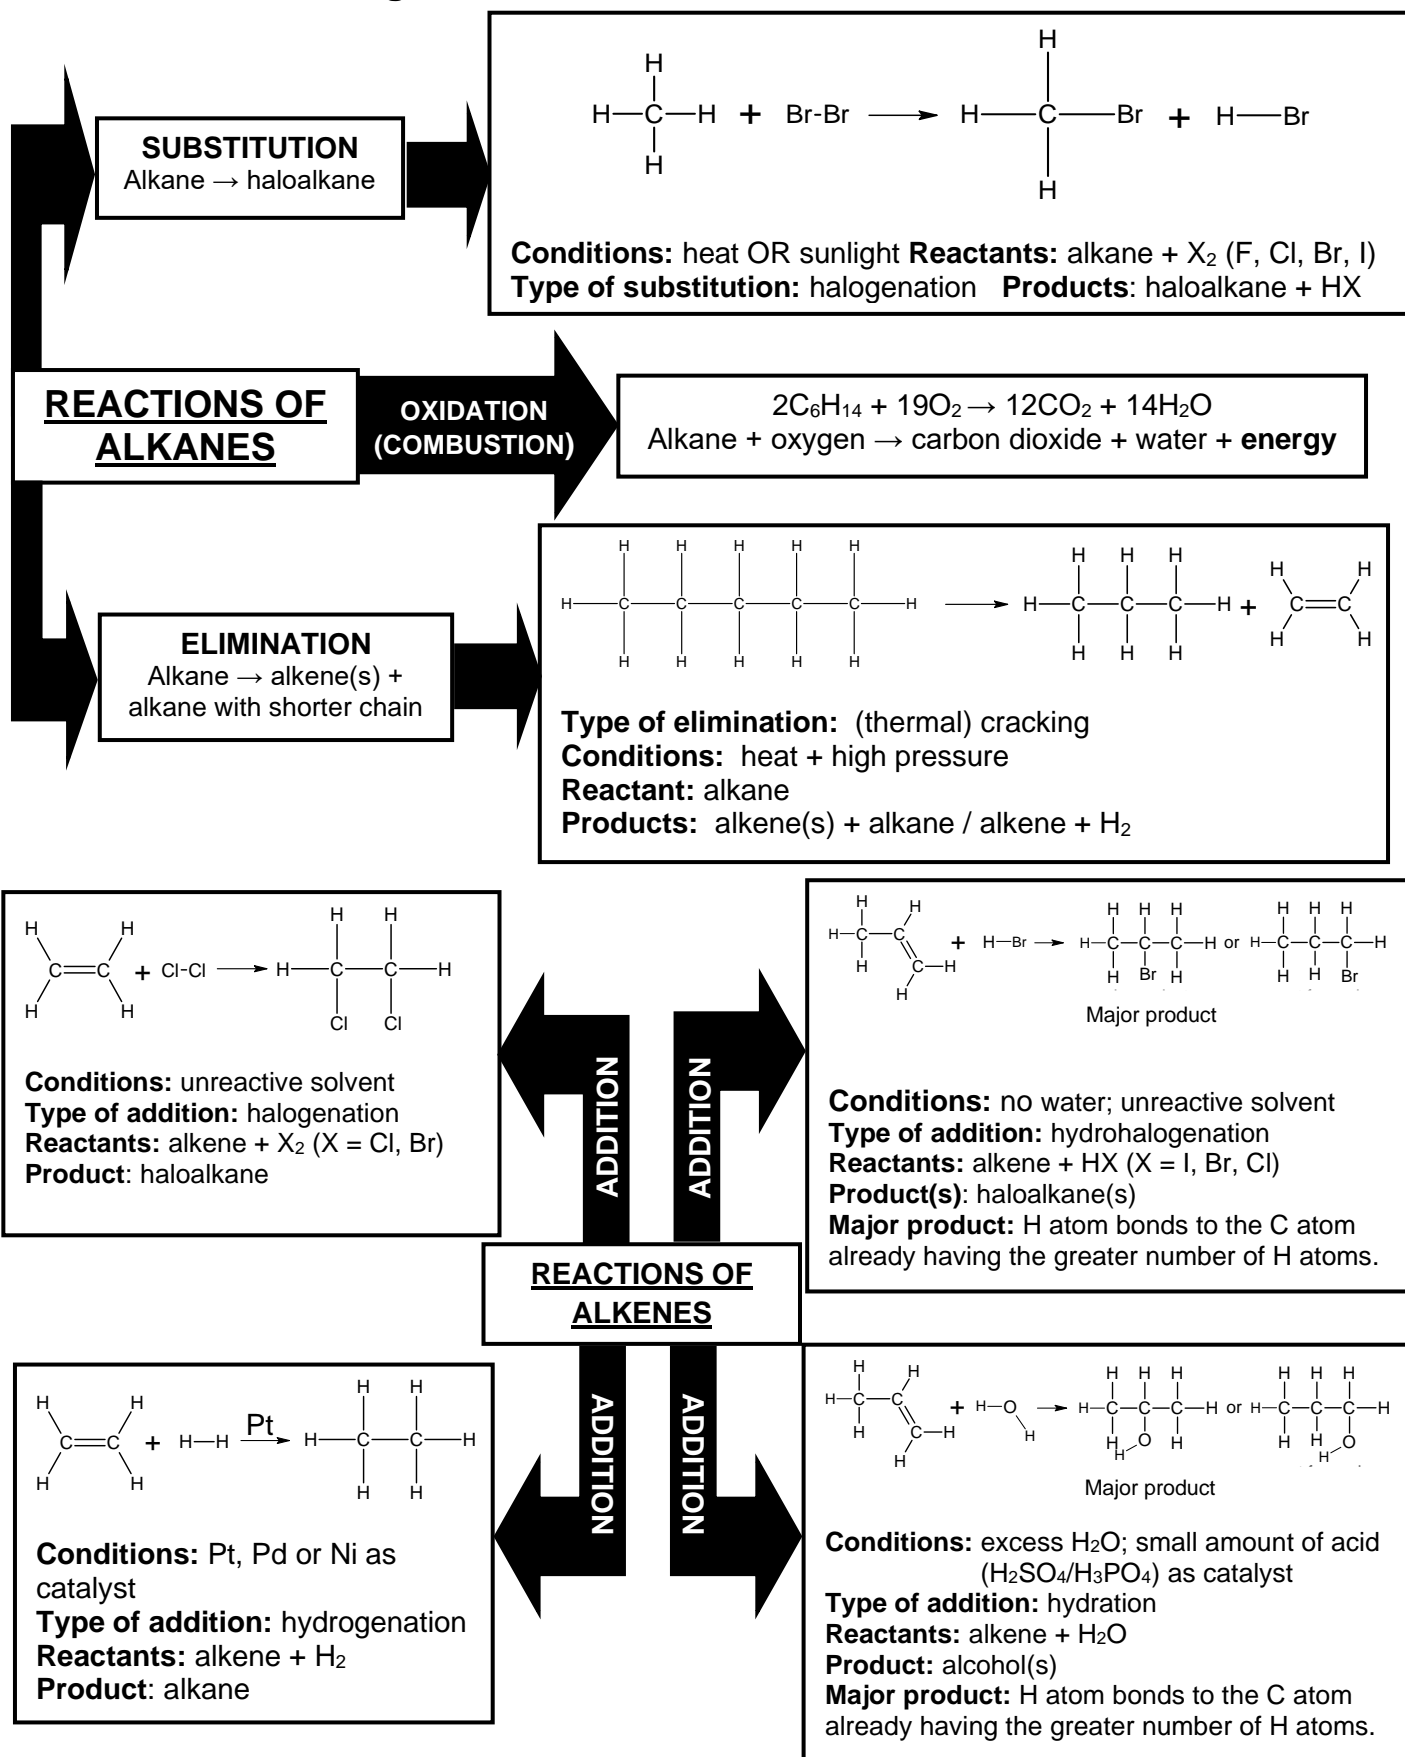 SUBSTITUTION
Alkane → haloalkane
H
H
H—C—H + Br-Br → H—C—Br + H—Br
H
H
Conditions: heat OR sunlight Reactants: alkane + X₂ (F, Cl, Br, I)
Type of substitution: halogenation Products: haloalkane + HX
REACTIONS OF
ALKANES
OXIDATION
(COMBUSTION)
2C₆H₁₄ + 19O₂ → 12CO₂ + 14H₂O
Alkane + oxygen → carbon dioxide + water + energy
ELIMINATION
Alkane → alkene(s) +
alkane with shorter chain
H H H H H H H H H H
H—C—C—C—C—C—H → H—C—C—C—H + C=C
H H H H H H H H H H
Type of elimination: (thermal) cracking
Conditions: heat + high pressure
Reactant: alkane
Products: alkene(s) + alkane / alkene + H₂
H H H H
C=C + Cl-Cl → H—C—C—H
H H Cl Cl
Conditions: unreactive solvent
Type of addition: halogenation
Reactants: alkene + X₂ (X = Cl, Br)
Product: haloalkane
ADDITION
ADDITION
H H H H H H H H
H—C—C + H—Br → H—C—C—C—H or H—C—C—C—H
H C—H H Br H H H Br
H
Major product
Conditions: no water; unreactive solvent
Type of addition: hydrohalogenation
Reactants: alkene + HX (X = I, Br, Cl)
Product(s): haloalkane(s)
Major product: H atom bonds to the C atom
already having the greater number of H atoms.
REACTIONS OF
ALKENES
H H H H
C=C + H—H Pt → H—C—C—H
H H H H
Conditions: Pt, Pd or Ni as
catalyst
Type of addition: hydrogenation
Reactants: alkene + H₂
Product: alkane
ADDITION
ADDITION
H H H H H H H H
H—C—C + H—O → H—C—C—C—H or H—C—C—C—H
H C—H H H O H H H O
H H H
Major product
Conditions: excess H₂O; small amount of acid
(H₂SO₄/H₃PO₄) as catalyst
Type of addition: hydration
Reactants: alkene + H₂O
Product: alcohol(s)
Major product: H atom bonds to the C atom
already having the greater number of H atoms.